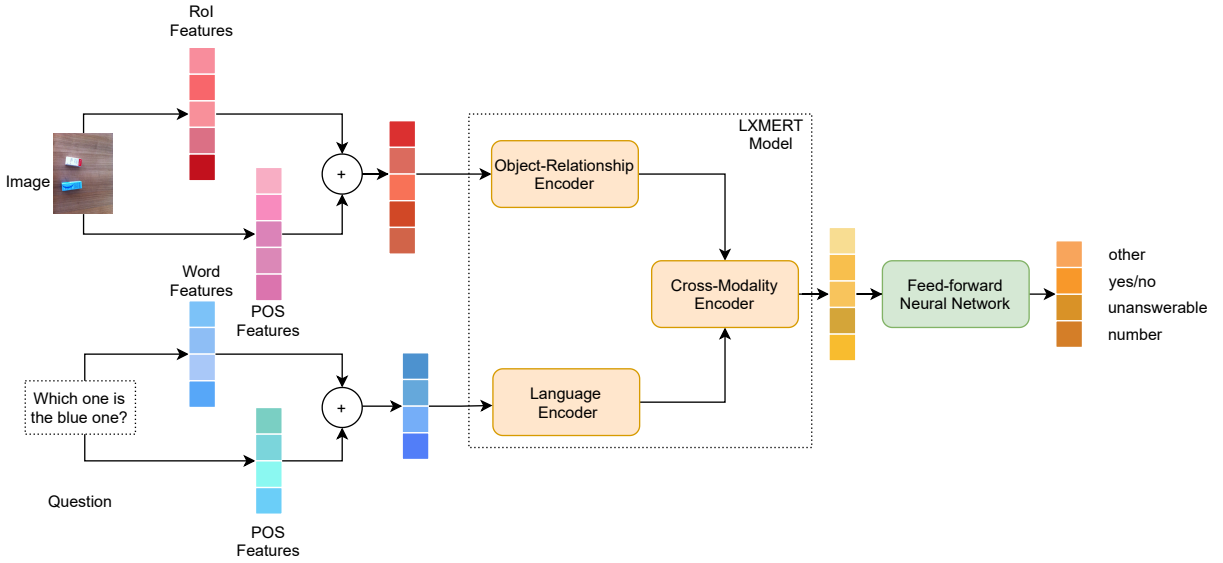 RoI
Features
Image
POS
Features
Word
Features
Which one is
the blue one?
Question
POS
Features
+
+
LXMERT
Model
Object-Relationship
Encoder
Language
Encoder
Cross-Modality
Encoder
Feed-forward
Neural Network
other
yes/no
unanswerable
number